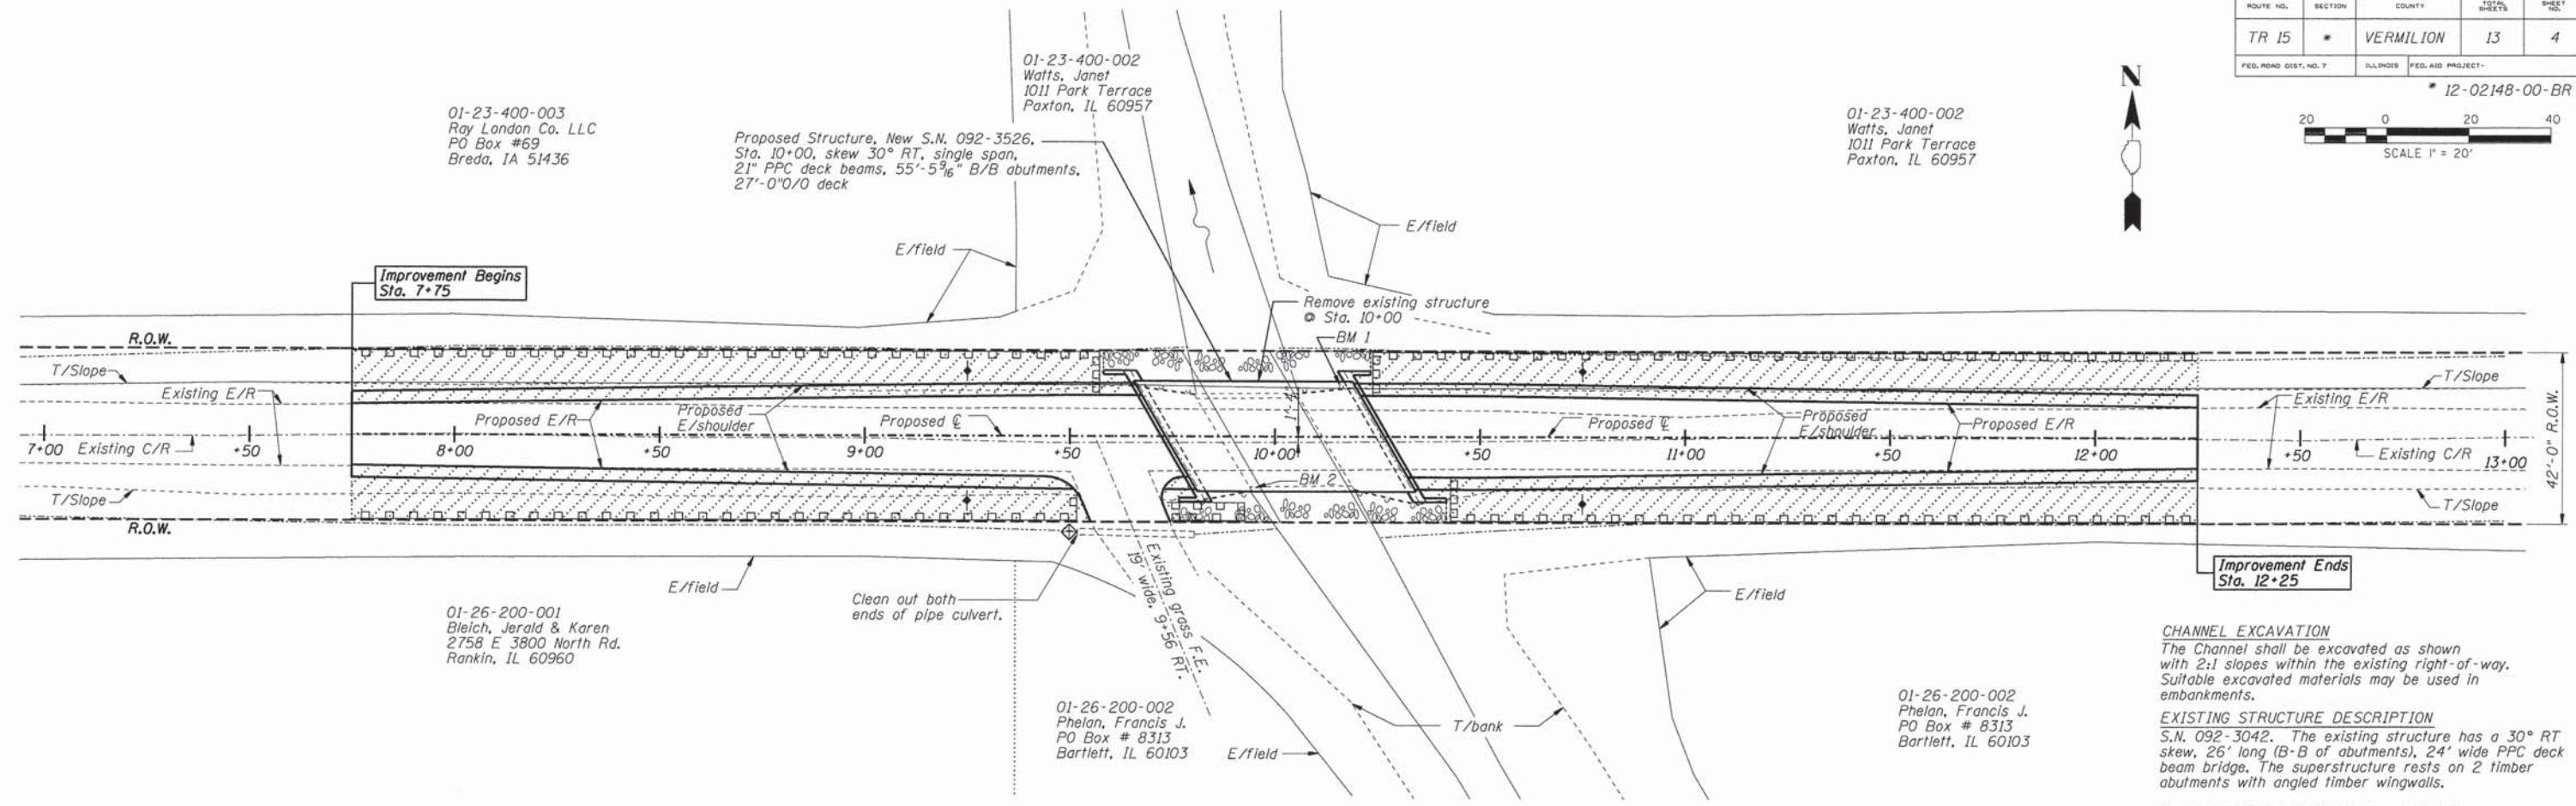 ROUTE NO. SECTION COUNTY TOTAL SHEETS SHEET NO.
TR 15 * VERMILION 13 4
FED. ROAD DIST. NO. 7 ILLINOIS FED. AID PROJECT-
* 12-02148-00-BR
20 0 20 40
SCALE 1" = 20'
N
01-23-400-003
Ray London Co. LLC
PO Box #69
Breda, IA 51436
01-23-400-002
Watts, Janet
1011 Park Terrace
Paxton, IL 60957
Proposed Structure, New S.N. 092-3526,
Sta. 10+00, skew 30° RT, single span,
21" PPC deck beams, 55'-5 9/16" B/B abutments,
27'-0"O/O deck
01-23-400-002
Watts, Janet
1011 Park Terrace
Paxton, IL 60957
E/field
E/field
Improvement Begins
Sta. 7+75
Remove existing structure
@ Sta. 10+00
BM 1
R.O.W.
T/Slope
Existing E/R
Proposed E/R
Proposed
E/shoulder
Proposed ℄
Proposed ℄
Proposed
E/shoulder
Proposed E/R
T/Slope
Existing E/R
7+00 Existing C/R +50 8+00 +50 9+00 +50 10+00 +50 11+00 +50 12+00 +50 Existing C/R 13+00
42'-0" R.O.W.
BM 2
T/Slope
T/Slope
R.O.W.
Existing grass F.E.
19' wide, 9+56 RT.
E/field
Clean out both
ends of pipe culvert.
E/field
Improvement Ends
Sta. 12+25
01-26-200-001
Bleich, Jerald & Karen
2758 E 3800 North Rd.
Rankin, IL 60960
01-26-200-002
Phelan, Francis J.
PO Box # 8313
Bartlett, IL 60103
E/field
T/bank
01-26-200-002
Phelan, Francis J.
PO Box # 8313
Bartlett, IL 60103
CHANNEL EXCAVATION
The Channel shall be excavated as shown
with 2:1 slopes within the existing right-of-way.
Suitable excavated materials may be used in
embankments.
EXISTING STRUCTURE DESCRIPTION
S.N. 092-3042. The existing structure has a 30° RT
skew, 26' long (B-B of abutments), 24' wide PPC deck
beam bridge. The superstructure rests on 2 timber
abutments with angled timber wingwalls.